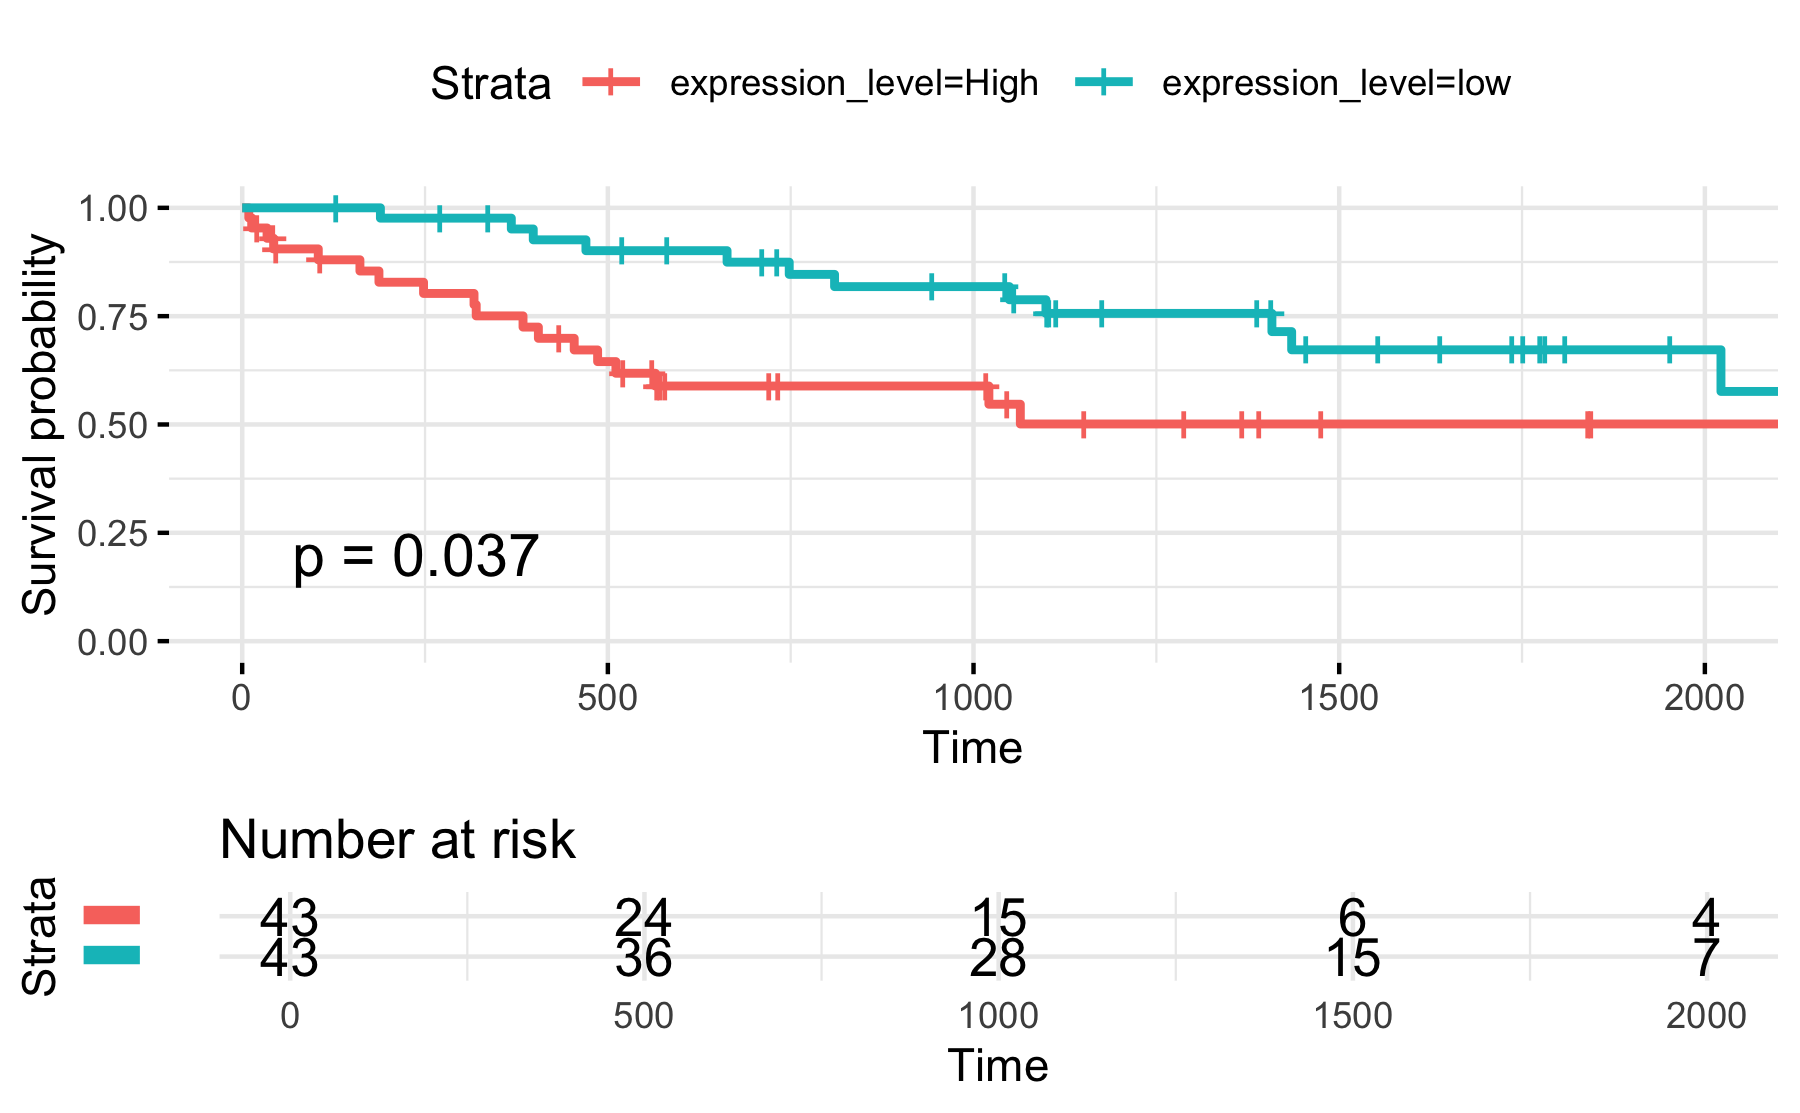 Strata expression_level=High expression_level=low
Survival probability
1.00
0.75
0.50
0.25
0.00
p = 0.037
0 500 1000 1500 2000
Time
Number at risk
Strata
43 24 15 6 4
43 36 28 15 7
0 500 1000 1500 2000
Time